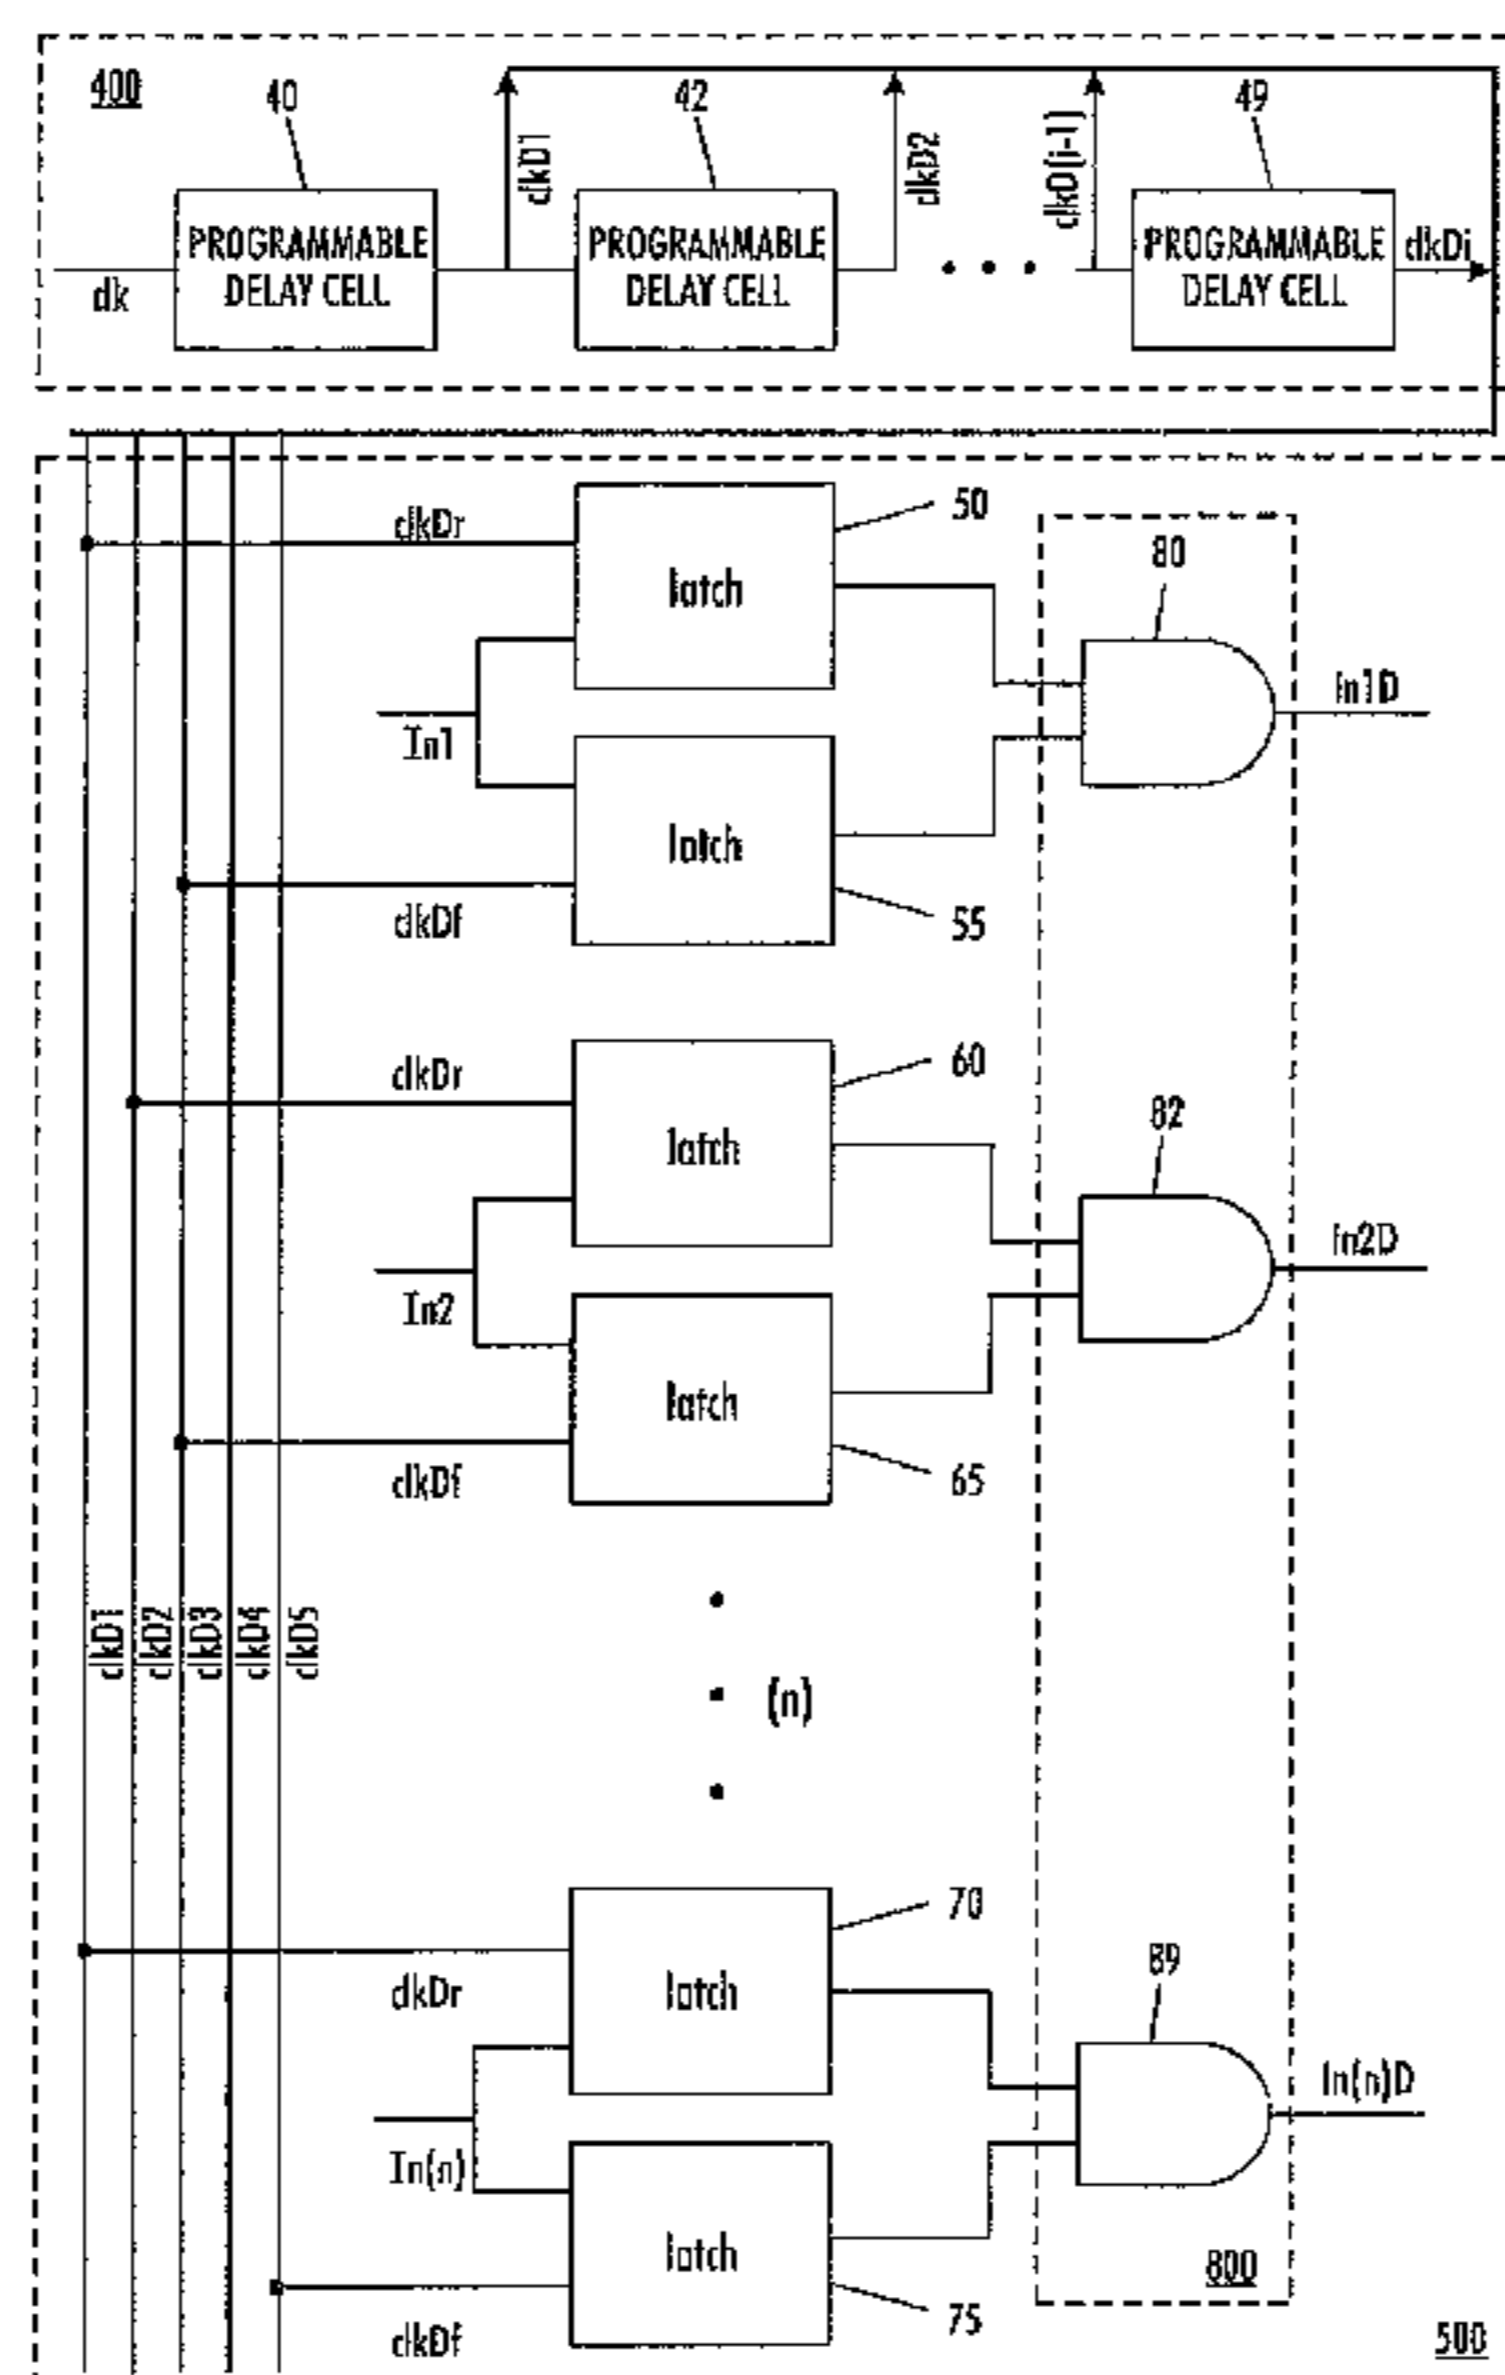 400
40
42
49
clkD1
clkD2
clkD(i-1)
PROGRAMMABLE
DELAY CELL
PROGRAMMABLE
DELAY CELL
PROGRAMMABLE
DELAY CELL
clk
clkDi
clkDr
latch
50
80
In1
In1D
latch
clkDf
55
clkDr
60
latch
82
In2
In2D
latch
clkDf
65
clkD1
clkD2
clkD3
clkD4
clkD5
(n)
70
clkDr
latch
89
In(n)
In(n)D
latch
800
75
clkDf
500